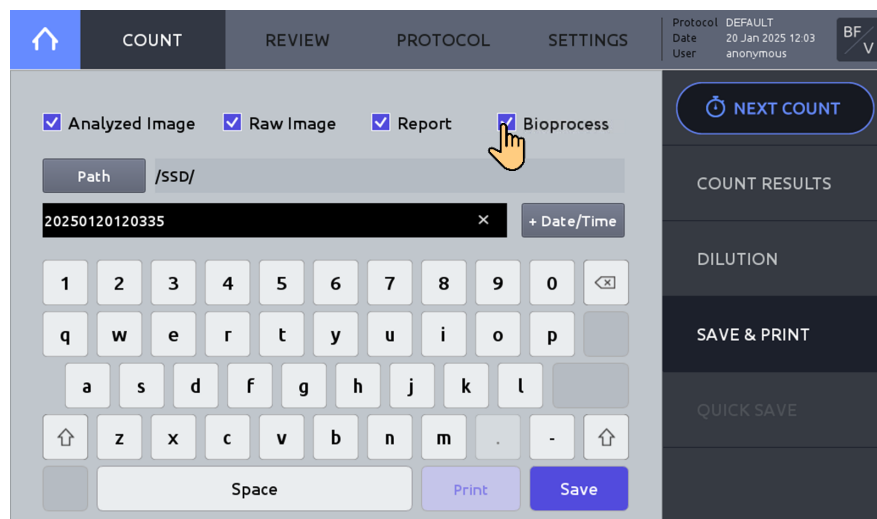 COUNT REVIEW PROTOCOL SETTINGS
Protocol DEFAULT
Date 20 Jan 2025 12:03
User anonymous
BF/V
Analyzed Image Raw Image Report Bioprocess
Path /SSD/
20250120120335 × + Date/Time
1 2 3 4 5 6 7 8 9 0
q w e r t y u i o p
a s d f g h j k l
z x c v b n m . -
Space Print Save
NEXT COUNT
COUNT RESULTS
DILUTION
SAVE & PRINT
QUICK SAVE